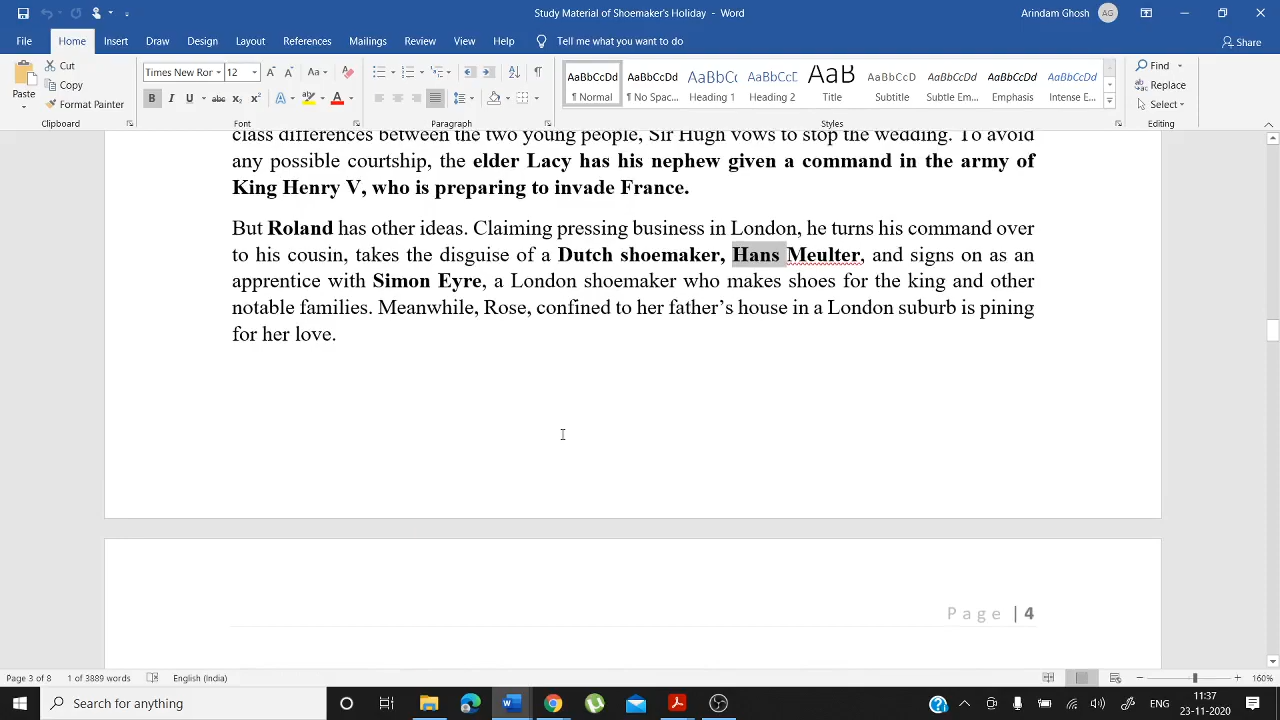 Study Material of Shoemaker's Holiday - Word
Arindam Ghosh AG
File Home Insert Draw Design Layout References Mailings Review View Help Tell me what you want to do Share
Paste
Cut
Copy
Format Painter
Clipboard
Times New Ror 12
Font
Paragraph
AaBbCcDd AaBbCcDd AaBbCc AaBbCcE AaB AaBbCcDd AaBbCcDd AaBbCcDd AaBbCcDd
¶ Normal ¶ No Spac... Heading 1 Heading 2 Title Subtitle Subtle Em... Emphasis Intense E...
Styles
Find
Replace
Select
Editing
class differences between the two young people, Sir Hugh vows to stop the wedding. To avoid
any possible courtship, the elder Lacy has his nephew given a command in the army of
King Henry V, who is preparing to invade France.
But Roland has other ideas. Claiming pressing business in London, he turns his command over
to his cousin, takes the disguise of a Dutch shoemaker, Hans Meulter, and signs on as an
apprentice with Simon Eyre, a London shoemaker who makes shoes for the king and other
notable families. Meanwhile, Rose, confined to her father's house in a London suburb is pining
for her love.
Page | 4
Page 3 of 8 1 of 3889 words English (India) 160%
Search for anything
ENG
11:37
23-11-2020